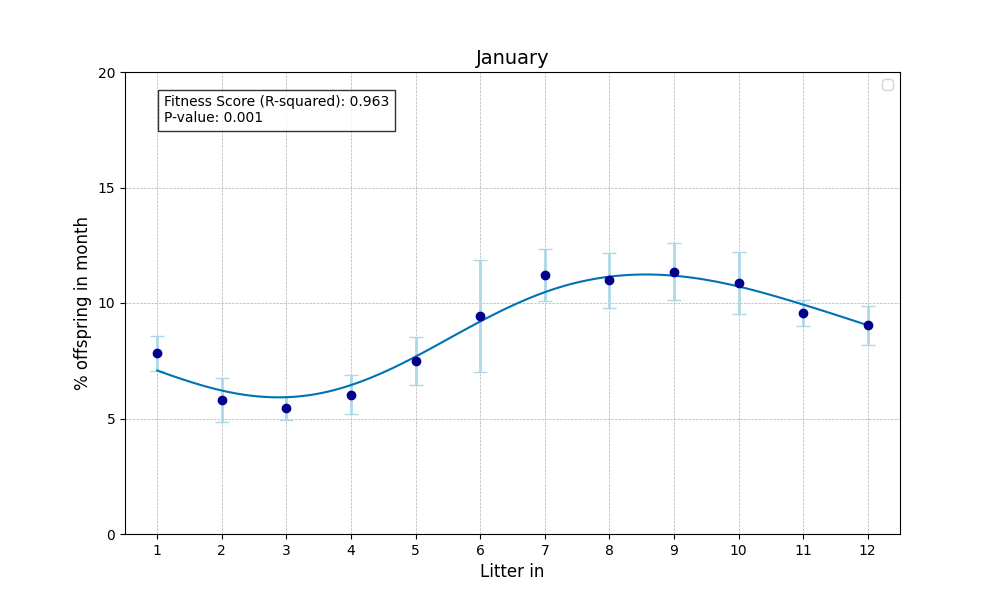 January
Fitness Score (R-squared): 0.963
P-value: 0.001
% offspring in month
20
15
10
5
0
1 2 3 4 5 6 7 8 9 10 11 12
Litter in